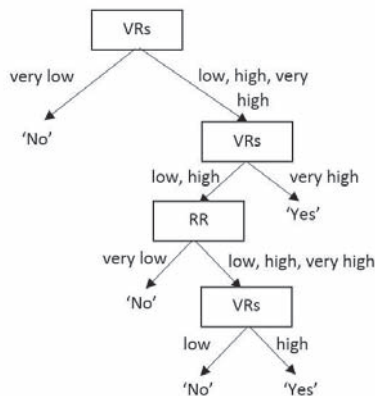 VRs
very low
low, high, very
high
'No'
VRs
low, high
very high
RR
'Yes'
very low
low, high, very high
'No'
VRs
low
high
'No'
'Yes'